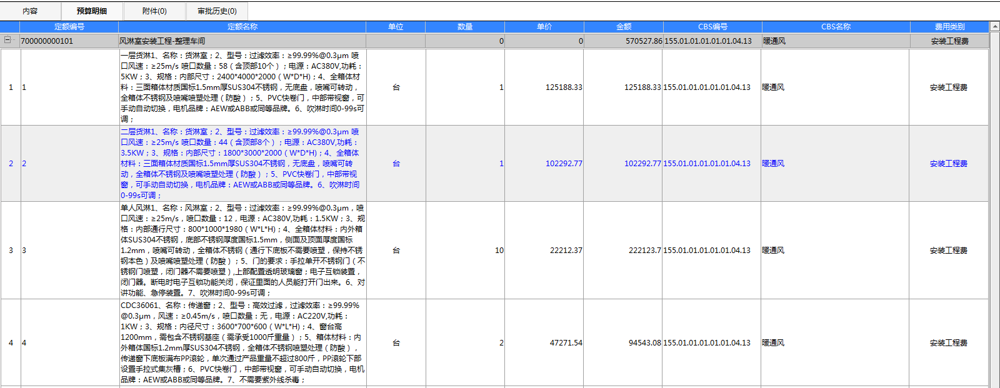 内容 预算明细 附件(0) 审批历史(0)
定额编号 定额名称 单位 数量 单价 金额 CBS编号 CBS名称 费用类别
700000000101 风淋室安装工程-整理车间 0 0 570527.86 155.01.01.01.01.01.04.13 暖通风 安装工程费
一层货淋1、名称：货淋室；2、型号：过滤效率：≥99.99%@0.3μm 喷
口风速：≥25m/s 喷口数量：58（含顶部10个）；电源：AC380V,功耗：
5KW；3、规格：内部尺寸：2400*4000*2000（W*D*H)；4、全箱体材
料：三面箱体材质国标1.5mm厚SUS304不锈钢，无底盘，喷嘴可转动，
全箱体不锈钢及喷嘴喷塑处理（防酸）；5、PVC快卷门，中部带视窗，可
手动自动切换，电机品牌：AEW或ABB或同等品牌。6、吹淋时间0-99s可
调；
1 1 台 1 125188.33 125188.33 155.01.01.01.01.01.04.13 暖通风 安装工程费
二层货淋1、名称：货淋室；2、型号：过滤效率：≥99.99%@0.3μm 喷
口风速：≥25m/s 喷口数量：44（含顶部8个）；电源：AC380V,功耗：
3.5KW；3、规格：内部尺寸：1800*3000*2000（W*D*H)；4、全箱体
材料：三面箱体材质国标1.5mm厚SUS304不锈钢，无底盘，喷嘴可转
动，全箱体不锈钢及喷嘴喷塑处理（防酸）；5、PVC快卷门，中部带视
窗，可手动自动切换，电机品牌：AEW或ABB或同等品牌。6、吹淋时间
0-99s可调；
2 2 台 1 102292.77 102292.77 155.01.01.01.01.01.04.13 暖通风 安装工程费
单人风淋1、名称：风淋室；2、型号：过滤效率：≥99.99%@0.3μm，喷
口风速：≥25m/s，喷口数量：12，电源：AC380V,功耗：1.5KW；3、规
格：内部通行尺寸：800*1000*1980（W*L*H)；4、全箱体材料：内外箱
体SUS304不锈钢，底部不锈钢厚度国标1.5mm，侧面及顶面厚度国标
1.2mm，喷嘴可转动，全箱体不锈钢（通行下底板不需要喷塑，保持不锈
钢本色）及喷嘴喷塑处理（防酸）；5、门的要求：手拉单开不锈钢门（不
锈钢门喷塑，闭门器不需要喷塑）,上部配置透明玻璃窗；电子互锁装置，
闭门器。断电时电子互锁功能关闭，保证里面的人员能打开门出来。6、对
讲功能、急停装置。7、吹淋时间0-99s可调；
3 3 台 10 22212.37 222123.7 155.01.01.01.01.01.04.13 暖通风 安装工程费
CDC36061、名称：传递窗；2、型号：高效过滤，过滤效率：≥99.99%
@0.3μm，风速：≥0.45m/s，喷口数量：无，电源：AC220V,功耗：
1KW；3、规格：内径尺寸：3600*700*600（W*L*H)；4、窗台高
1200mm，需包含不锈钢基座（需承受1000斤重量）；5、箱体材料：内
外箱体国标1.2mm厚SUS304不锈钢，全箱体不锈钢喷塑处理（防酸），
传递窗下底板满布PP滚轮，单次通过产品重量不超过800斤，PP滚轮下部
设置手拉式集灰槽；6、PVC快卷门，中部带视窗，可手动自动切换，电机
品牌：AEW或ABB或同等品牌。7、不需要紫外线杀毒；
4 4 台 2 47271.54 94543.08 155.01.01.01.01.01.04.13 暖通风 安装工程费